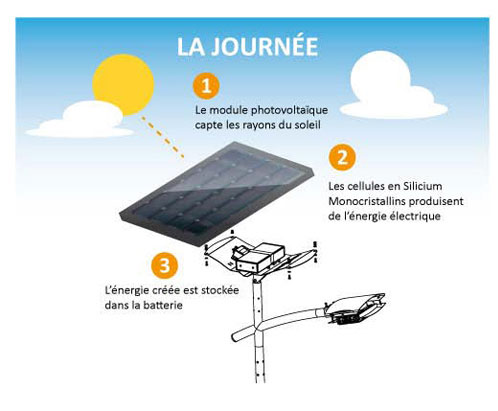 LA JOURNÉE
1
Le module photovoltaïque
capte les rayons du soleil
2
Les cellules en Silicium
Monocristallins produisent
de l'énergie électrique
3
L'énergie créée est stockée
dans la batterie